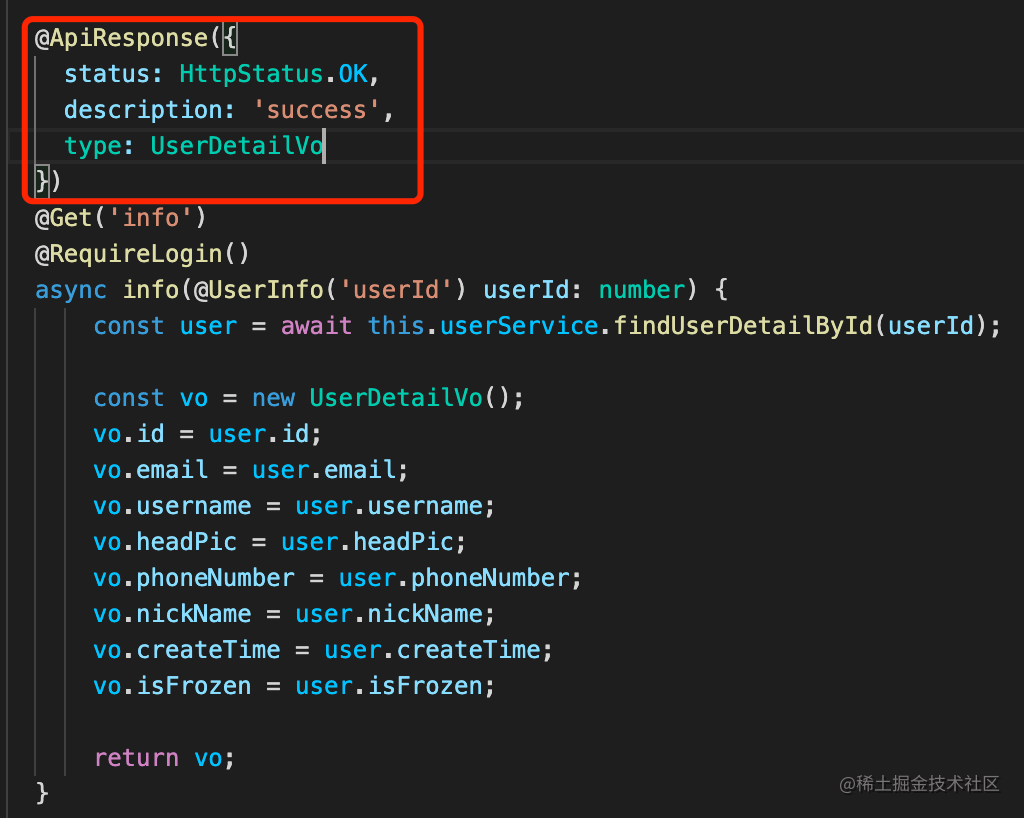 @ApiResponse({
  status: HttpStatus.OK,
  description: 'success',
  type: UserDetailVo
})
@Get('info')
@RequireLogin()
async info(@UserInfo('userId') userId: number) {
    const user = await this.userService.findUserDetailById(userId);
    const vo = new UserDetailVo();
    vo.id = user.id;
    vo.email = user.email;
    vo.username = user.username;
    vo.headPic = user.headPic;
    vo.phoneNumber = user.phoneNumber;
    vo.nickName = user.nickName;
    vo.createTime = user.createTime;
    vo.isFrozen = user.isFrozen;
    return vo;
}
@稀土掘金技术社区